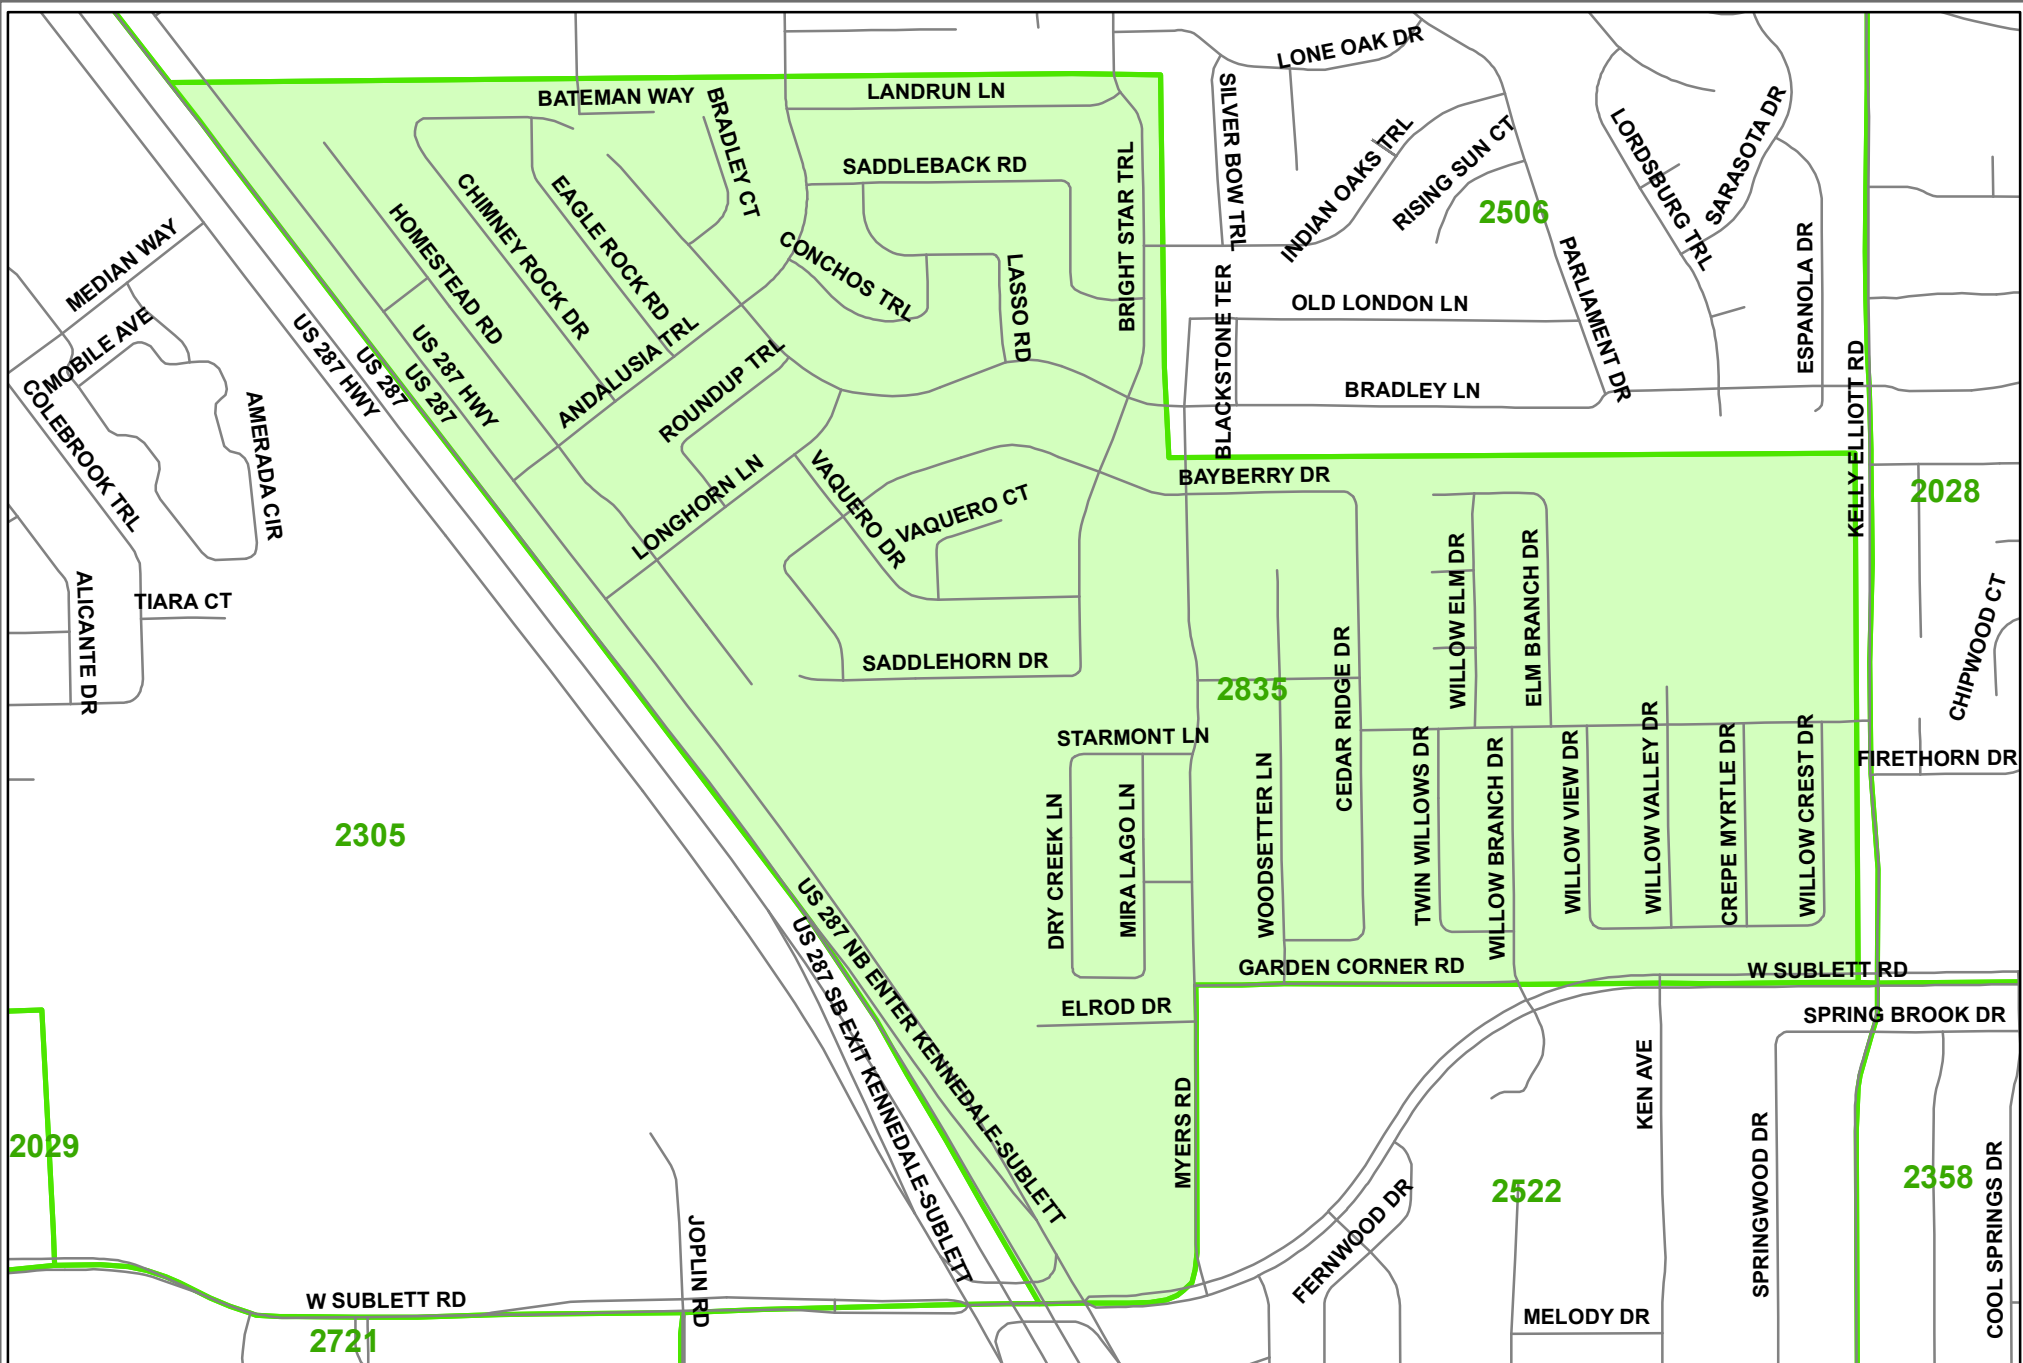 LONE OAK DR
BATEMAN WAY
BRADLEY CT
LANDRUN LN
SILVER BOW TRL
LORDSBURG TRL
SARASOTA DR
SADDLEBACK RD
BRIGHT STAR TRL
INDIAN OAKS TRL
RISING SUN CT
2506
CHIMNEY ROCK DR
EAGLE ROCK RD
HOMESTEAD RD
CONCHOS TRL
LASSO RD
MEDIAN WAY
MOBILE AVE
C
COLEBROOK TRL
AMERADA CIR
US 287 HWY
US 287
US 287
US 287 HWY
ANDALUSIA TRL
ROUNDUP TRL
BLACKSTONE TER
OLD LONDON LN
PARLIAMENT DR
ESPANOLA DR
KELLY ELLIOTT RD
BRADLEY LN
LONGHORN LN
VAQUERO DR
VAQUERO CT
BAYBERRY DR
2028
ALICANTE DR
TIARA CT
SADDLEHORN DR
2835
CEDAR RIDGE DR
WILLOW ELM DR
ELM BRANCH DR
CHIPWOOD CT
STARMONT LN
FIRETHORN DR
2305
DRY CREEK LN
MIRA LAGO LN
WOODSETTER LN
TWIN WILLOWS DR
WILLOW BRANCH DR
WILLOW VIEW DR
WILLOW VALLEY DR
CREPE MYRTLE DR
WILLOW CREST DR
US 287 NB ENTER KENNEDALE-SUBLETT
US 287 SB EXIT KENNEDALE-SUBLETT
GARDEN CORNER RD
W SUBLETT RD
ELROD DR
SPRING BROOK DR
MYERS RD
KEN AVE
2029
2522
2358
SPRINGWOOD DR
COOL SPRINGS DR
JOPLIN RD
FERNWOOD DR
W SUBLETT RD
MELODY DR
2721